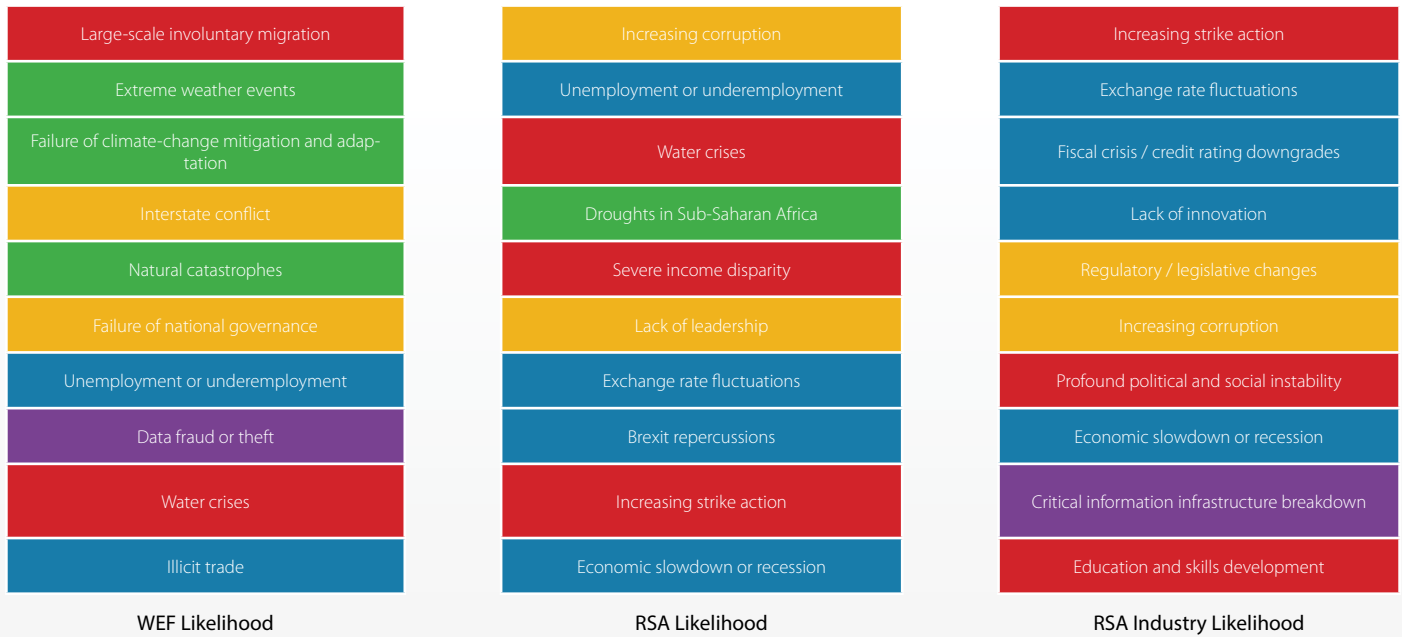 Large-scale involuntary migration
Extreme weather events
Failure of climate-change mitigation and adap-
tation
Interstate conflict
Natural catastrophes
Failure of national governance
Unemployment or underemployment
Data fraud or theft
Water crises
Illicit trade
WEF Likelihood
Increasing corruption
Unemployment or underemployment
Water crises
Droughts in Sub-Saharan Africa
Severe income disparity
Lack of leadership
Exchange rate fluctuations
Brexit repercussions
Increasing strike action
Economic slowdown or recession
RSA Likelihood
Increasing strike action
Exchange rate fluctuations
Fiscal crisis / credit rating downgrades
Lack of innovation
Regulatory / legislative changes
Increasing corruption
Profound political and social instability
Economic slowdown or recession
Critical information infrastructure breakdown
Education and skills development
RSA Industry Likelihood